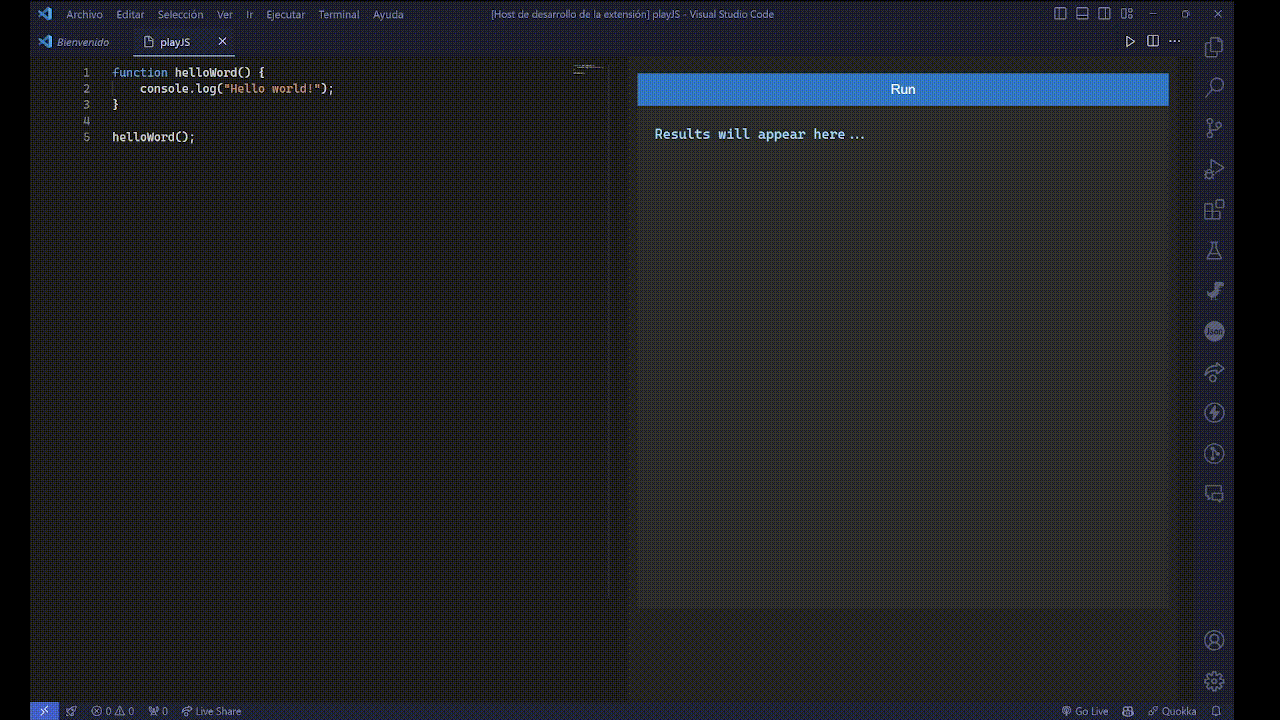 Archivo Editar Selección Ver Ir Ejecutar Terminal Ayuda [Host de desarrollo de la extensión] playJS - Visual Studio Code
Bienvenido playJS
1 function helloWord() {
2 console.log("Hello world!");
3 }
4
5 helloWord();
Run
Results will appear here...
Json
0 0 0 Live Share Go Live Quokka